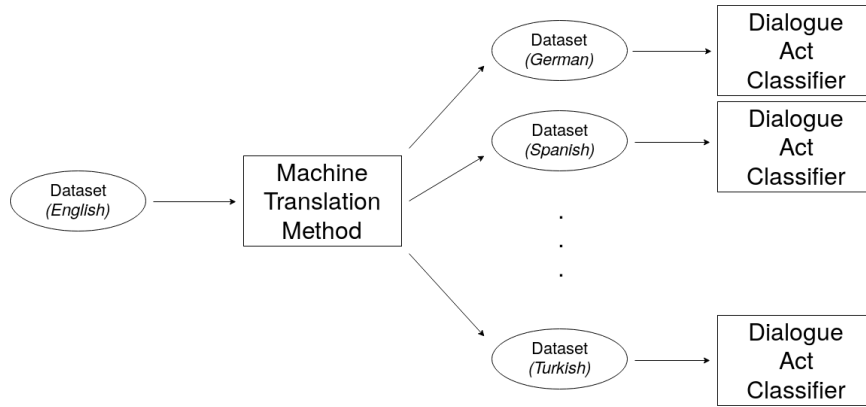 Dataset
(English)
Machine
Translation
Method
Dataset
(German)
Dialogue
Act
Classifier
Dataset
(Spanish)
Dialogue
Act
Classifier
.
.
.
Dataset
(Turkish)
Dialogue
Act
Classifier